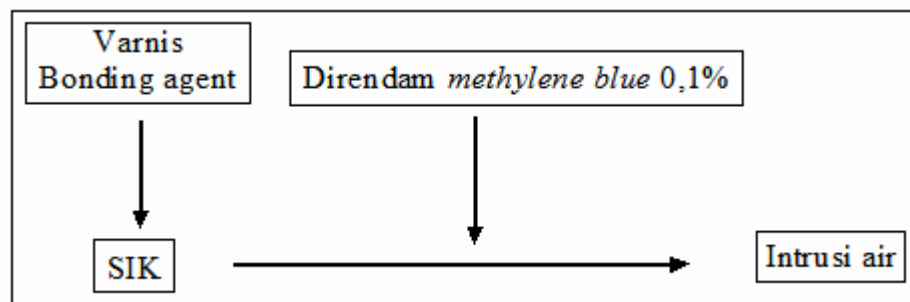 Varnis
Bonding agent
Direndam methylene blue 0,1%
SIK
Intrusi air